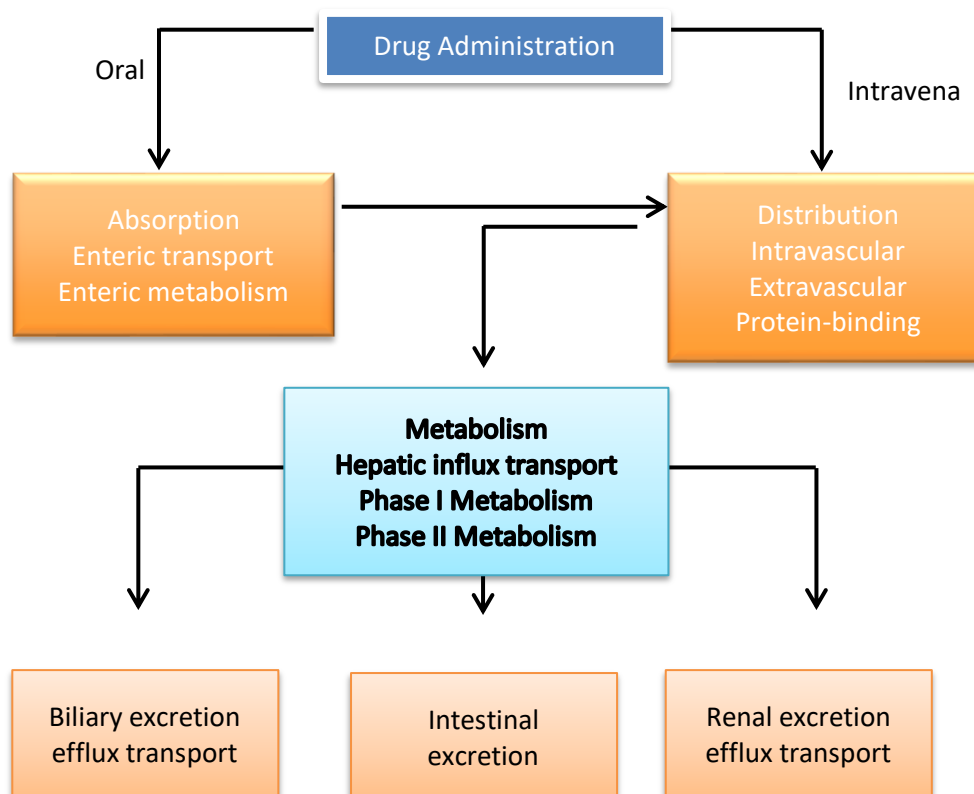 Drug Administration
Oral
Intravena
Absorption
Enteric transport
Enteric metabolism
Distribution
Intravascular
Extravascular
Protein-binding
Metabolism
Hepatic influx transport
Phase I Metabolism
Phase II Metabolism
Biliary excretion
efflux transport
Intestinal
excretion
Renal excretion
efflux transport